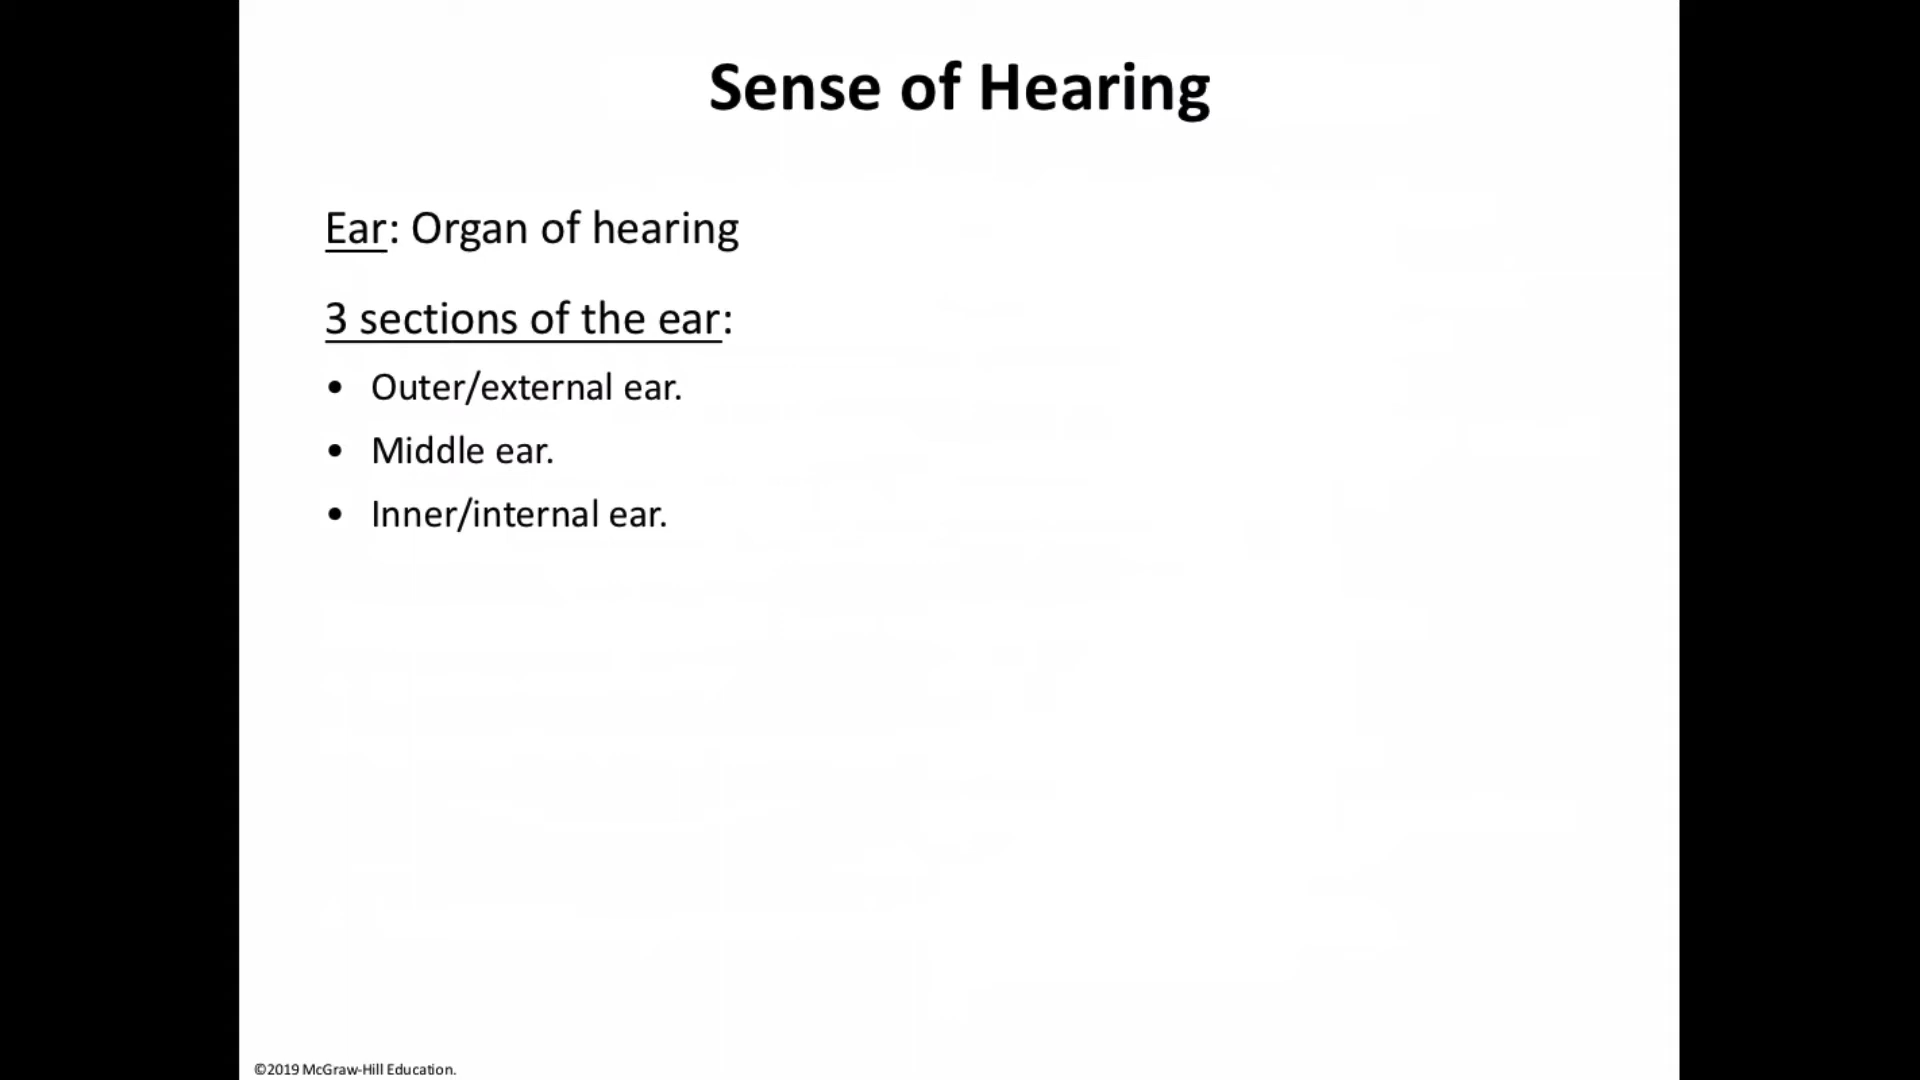 Sense of Hearing
Ear: Organ of hearing
3 sections of the ear:
• Outer/external ear.
• Middle ear.
• Inner/internal ear.
©2019 McGraw-Hill Education.